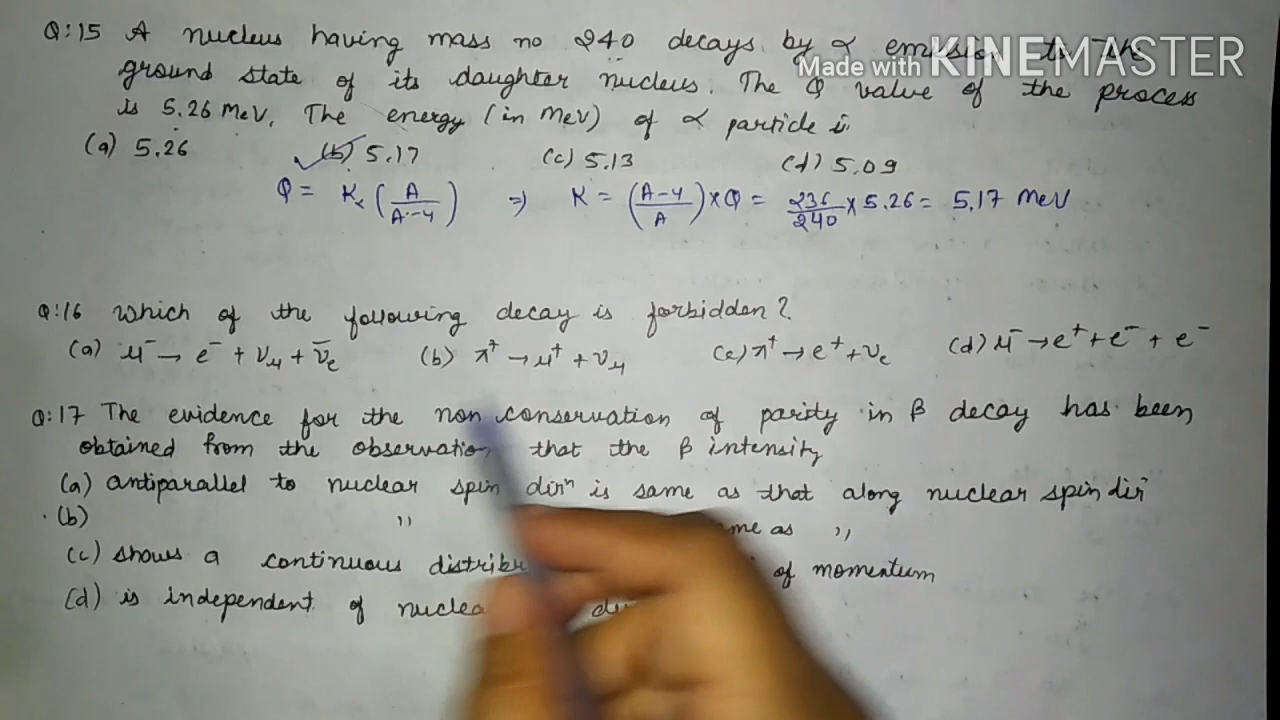 Q:15 A nucleus having mass no 240 decays by α emission to the
Made with KINEMASTER
ground state of its daughter nucleus. The Q value of the process
is 5.26 MeV, The energy (in MeV) of α particle is
(a) 5.26 (b) 5.17 (c) 5.13 (d) 5.09
Q = Kα (A/A-4) ⇒ K = (A-4/A) × Q = 236/240 × 5.26 = 5.17 MeV
Q:16 Which of the following decay is forbidden?
(a) μ⁻ → e⁻ + νμ + ν̄e (b) π⁺ → μ⁺ + νμ (c) π⁺ → e⁺ + νe (d) μ⁻ → e⁺ + e⁻ + e⁻
Q:17 The evidence for the non conservation of parity in β decay has been
obtained from the observation that the β intensity
(a) antiparallel to nuclear spin dirⁿ is same as that along nuclear spin dirⁿ
(b) " as "
(c) shows a continuous of momentum
(d) is independent of